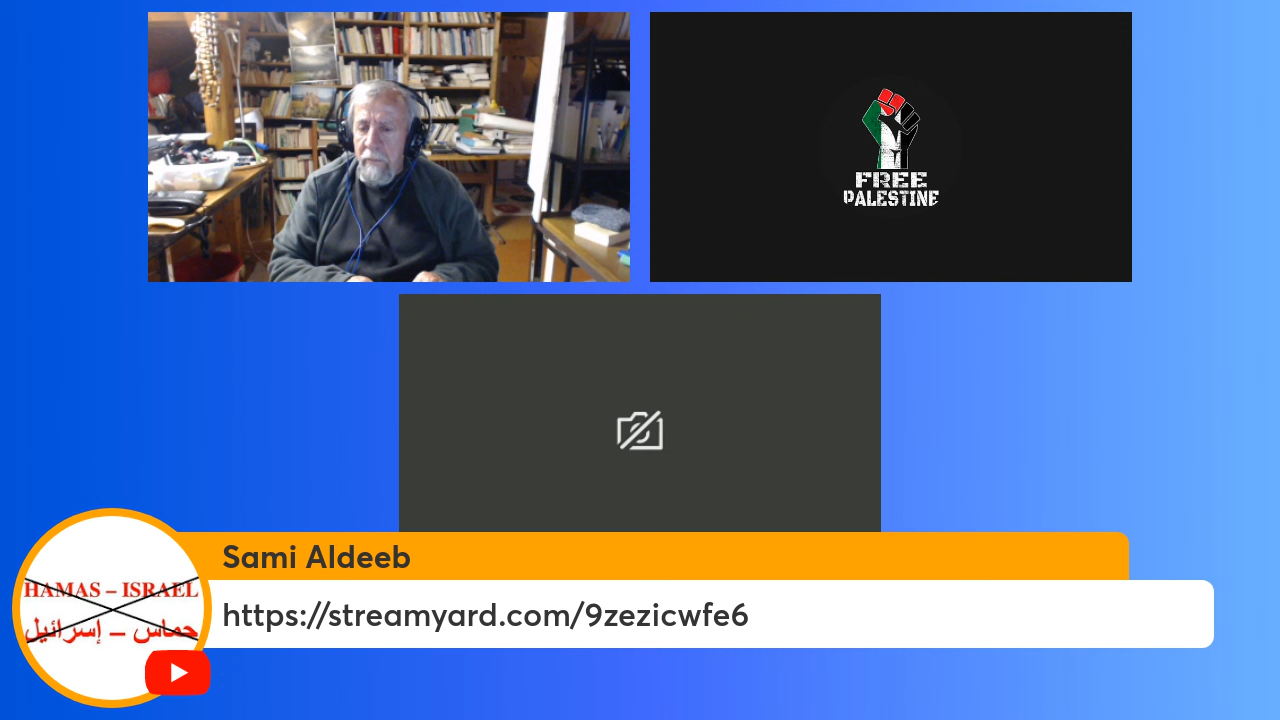 FREE
PALESTINE
Sami Aldeeb
HAMAS – ISRAEL
حماس – إسرائيل
https://streamyard.com/9zezicwfe6